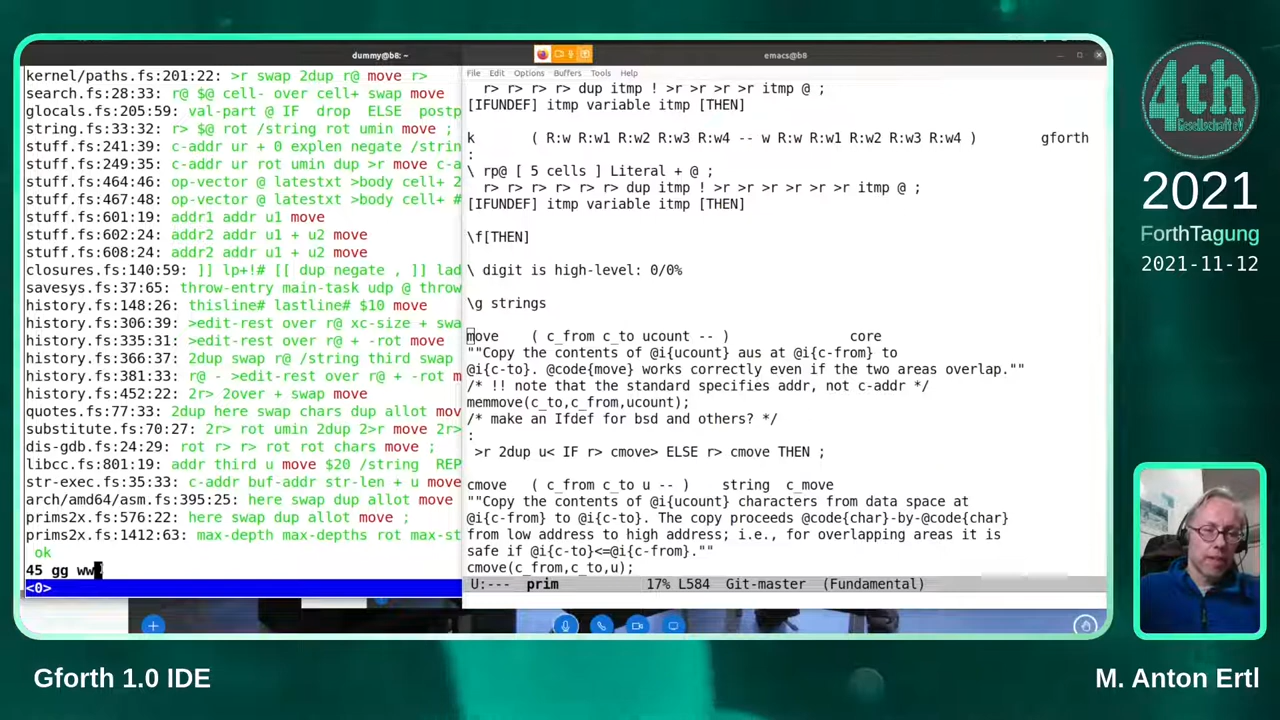 dummy@b8: ~
kernel/paths.fs:201:22: >r swap 2dup r@ move r>
search.fs:28:33: r@ $@ cell- over cell+ swap move
glocals.fs:205:59: val-part @ IF  drop  ELSE  postp
string.fs:33:32: r> $@ rot /string rot umin move ;
stuff.fs:241:39: c-addr ur + 0 explen negate /strin
stuff.fs:249:35: c-addr ur rot umin dup >r move c-a
stuff.fs:464:46: op-vector @ latestxt >body cell+ 2
stuff.fs:467:48: op-vector @ latestxt >body cell+ #
stuff.fs:601:19: addr1 addr u1 move
stuff.fs:602:24: addr2 addr u1 + u2 move
stuff.fs:608:24: addr2 addr u1 + u2 move
closures.fs:140:59: ]] lp+!# [[ dup negate , ]] lad
savesys.fs:37:65: throw-entry main-task udp @ throw
history.fs:148:26: thisline# lastline# $10 move
history.fs:306:39: >edit-rest over r@ xc-size + swa
history.fs:335:31: >edit-rest over r@ + -rot move
history.fs:366:37: 2dup swap r@ /string third swap
history.fs:381:33: r@ - >edit-rest over r@ + -rot m
history.fs:452:22: 2r> 2over + swap move
quotes.fs:77:33: 2dup here swap chars dup allot mov
substitute.fs:70:27: 2r> rot umin 2dup 2>r move 2r>
dis-gdb.fs:24:29: rot r> r> rot rot chars move ;
libcc.fs:801:19: addr third u move $20 /string  REP
str-exec.fs:35:33: c-addr buf-addr str-len + u move
arch/amd64/asm.fs:395:25: here swap dup allot move
prims2x.fs:576:22: here swap dup allot move ;
prims2x.fs:1412:63: max-depth max-depths rot max-st
ok
45 gg ww
<0>
emacs@b8
File Edit Options Buffers Tools Help
r> r> r> dup itmp ! >r >r >r itmp @ ;
[IFUNDEF] itmp variable itmp [THEN]
k ( R:w R:w1 R:w2 R:w3 R:w4 -- w R:w R:w1 R:w2 R:w3 R:w4 ) gforth
:
\ rp@ [ 5 cells ] Literal + @ ;
r> r> r> r> r> dup itmp ! >r >r >r >r >r itmp @ ;
[IFUNDEF] itmp variable itmp [THEN]
\f[THEN]
\ digit is high-level: 0/0%
\g strings
move ( c_from c_to ucount -- ) core
""Copy the contents of @i{ucount} aus at @i{c-from} to
@i{c-to}. @code{move} works correctly even if the two areas overlap.""
/* !! note that the standard specifies addr, not c-addr */
memmove(c_to,c_from,ucount);
/* make an Ifdef for bsd and others? */
:
>r 2dup u< IF r> cmove> ELSE r> cmove THEN ;
cmove ( c_from c_to u -- ) string c_move
""Copy the contents of @i{ucount} characters from data space at
@i{c-from} to @i{c-to}. The copy proceeds @code{char}-by-@code{char}
from low address to high address; i.e., for overlapping areas it is
safe if @i{c-to}<=@i{c-from}.""
cmove(c_from,c_to,u);
U:--- prim 17% L584 Git-master (Fundamental)
4th
Gesellschaft eV
2021
ForthTagung
2021-11-12
Gforth 1.0 IDE
M. Anton Ertl